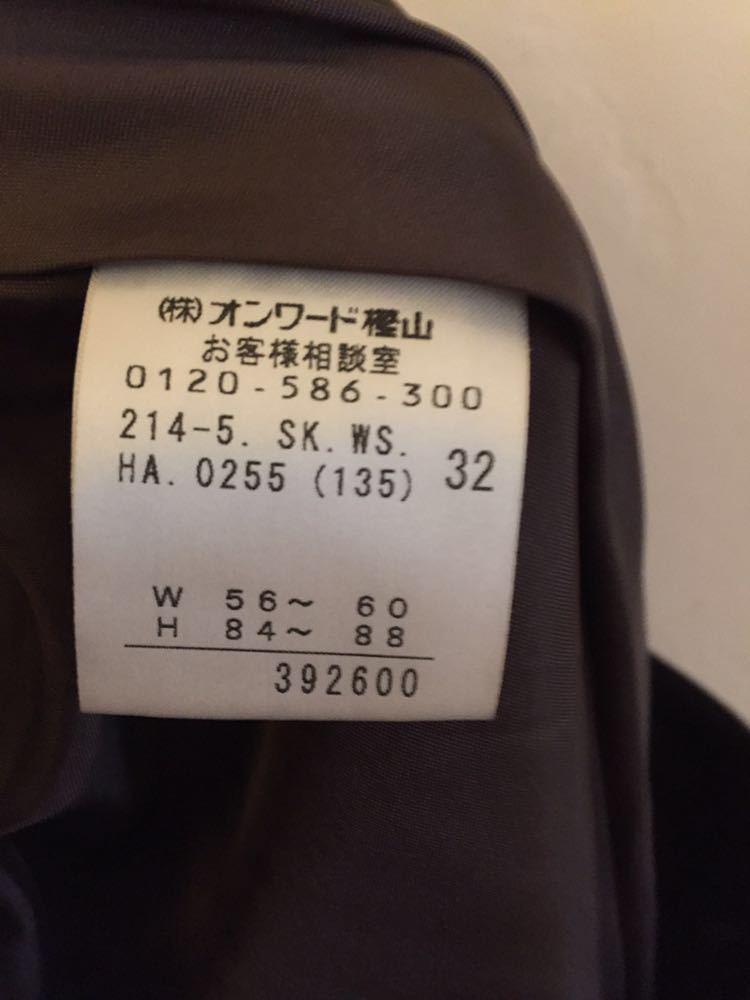 (株)オンワード樫山
お客様相談室
0120-586-300
214-5. SK.WS.
HA. 0255 (135) 32
W 56〜 60
H 84〜 88
392600